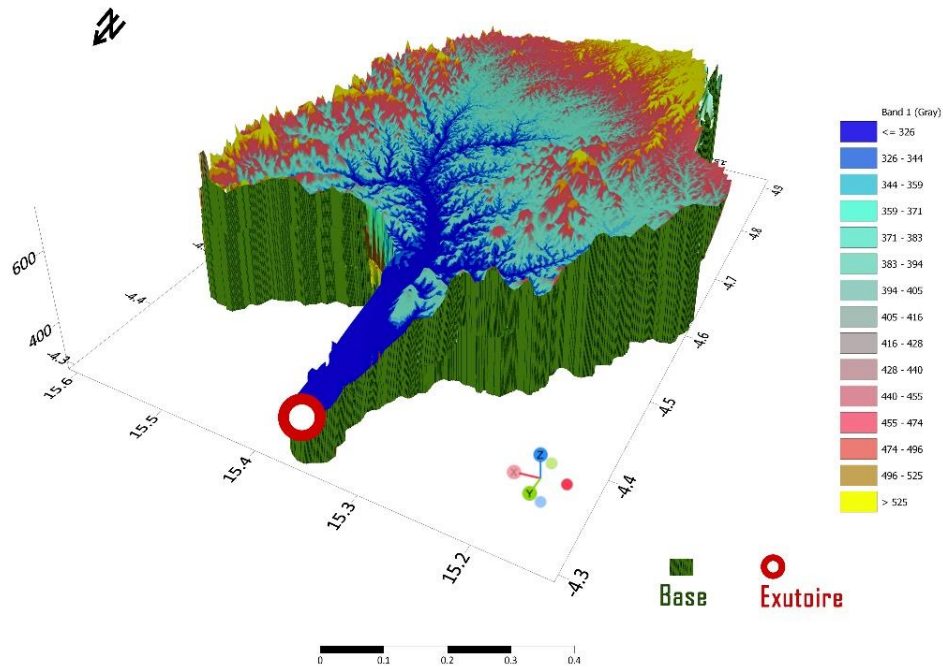 N
600
400
-4.3
-4.4
15.6
15.5
15.4
15.3
15.2
-4.9
-4.8
-4.7
-4.6
-4.5
-4.4
-4.3
Z
X
Y
Band 1 (Gray)
<= 326
326 - 344
344 - 359
359 - 371
371 - 383
383 - 394
394 - 405
405 - 416
416 - 428
428 - 440
440 - 455
455 - 474
474 - 496
496 - 525
> 525
Base
Exutoire
0 0.1 0.2 0.3 0.4